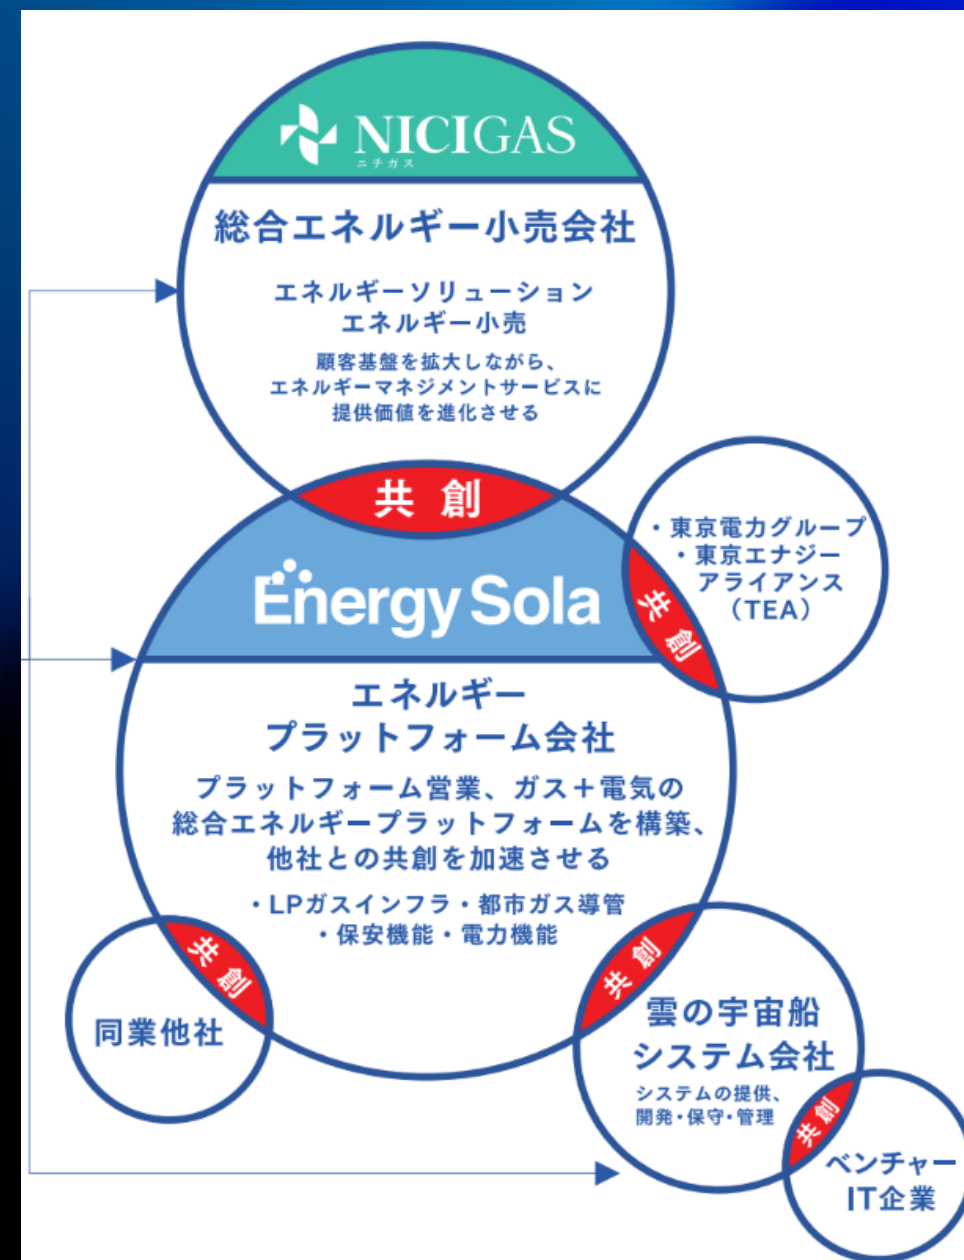 NICIGAS
ニチガス
総合エネルギー小売会社
エネルギーソリューション
エネルギー小売
顧客基盤を拡大しながら、
エネルギーマネジメントサービスに
提供価値を進化させる
共創
Energy Sola
・東京電力グループ
・東京エナジー
アライアンス
（TEA）
共創
エネルギー
プラットフォーム会社
プラットフォーム営業、ガス＋電気の
総合エネルギープラットフォームを構築、
他社との共創を加速させる
・LPガスインフラ・都市ガス導管
・保安機能・電力機能
共創
同業他社
共創
雲の宇宙船
システム会社
システムの提供、
開発・保守・管理
共創
ベンチャー
IT企業